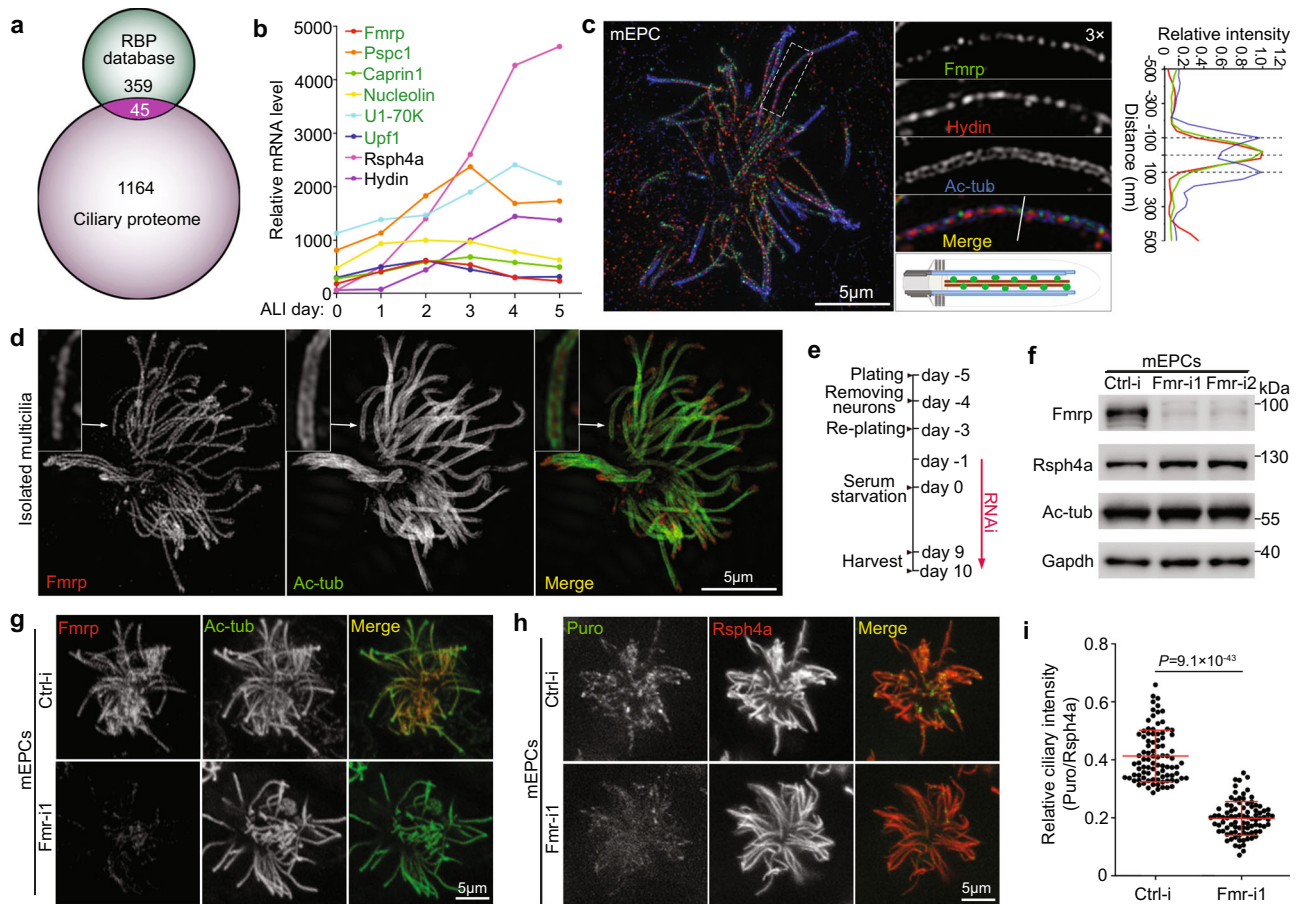 a
RBP
database
359
45
1164
Ciliary proteome
b
Relative mRNA level
5000
4000
3000
2000
1000
0
Fmrp
Pspc1
Caprin1
Nucleolin
U1-70K
Upf1
Rsph4a
Hydin
ALI day: 0 1 2 3 4 5
c
mEPC
5μm
3×
Fmrp
Hydin
Ac-tub
Merge
Relative intensity
0 0.2 0.4 0.6 0.8 1.0 1.2
-500
-300
-100
100
300
500
Distance (nm)
d
Isolated multicilia
Fmrp
Ac-tub
Merge
5μm
e
Plating day -5
Removing neurons day -4
Re-plating day -3
day -1
Serum starvation day 0
RNAi
day 9
Harvest
day 10
f
mEPCs
Ctrl-i Fmr-i1 Fmr-i2 kDa
Fmrp 100
Rsph4a 130
Ac-tub 55
Gapdh 40
g
mEPCs
Ctrl-i
Fmr-i1
Fmrp
Ac-tub
Merge
5μm
h
mEPCs
Ctrl-i
Fmr-i1
Puro
Rsph4a
Merge
5μm
i
Relative ciliary intensity
(Puro/Rsph4a)
0.8
0.6
0.4
0.2
0
P=9.1×10-43
Ctrl-i Fmr-i1